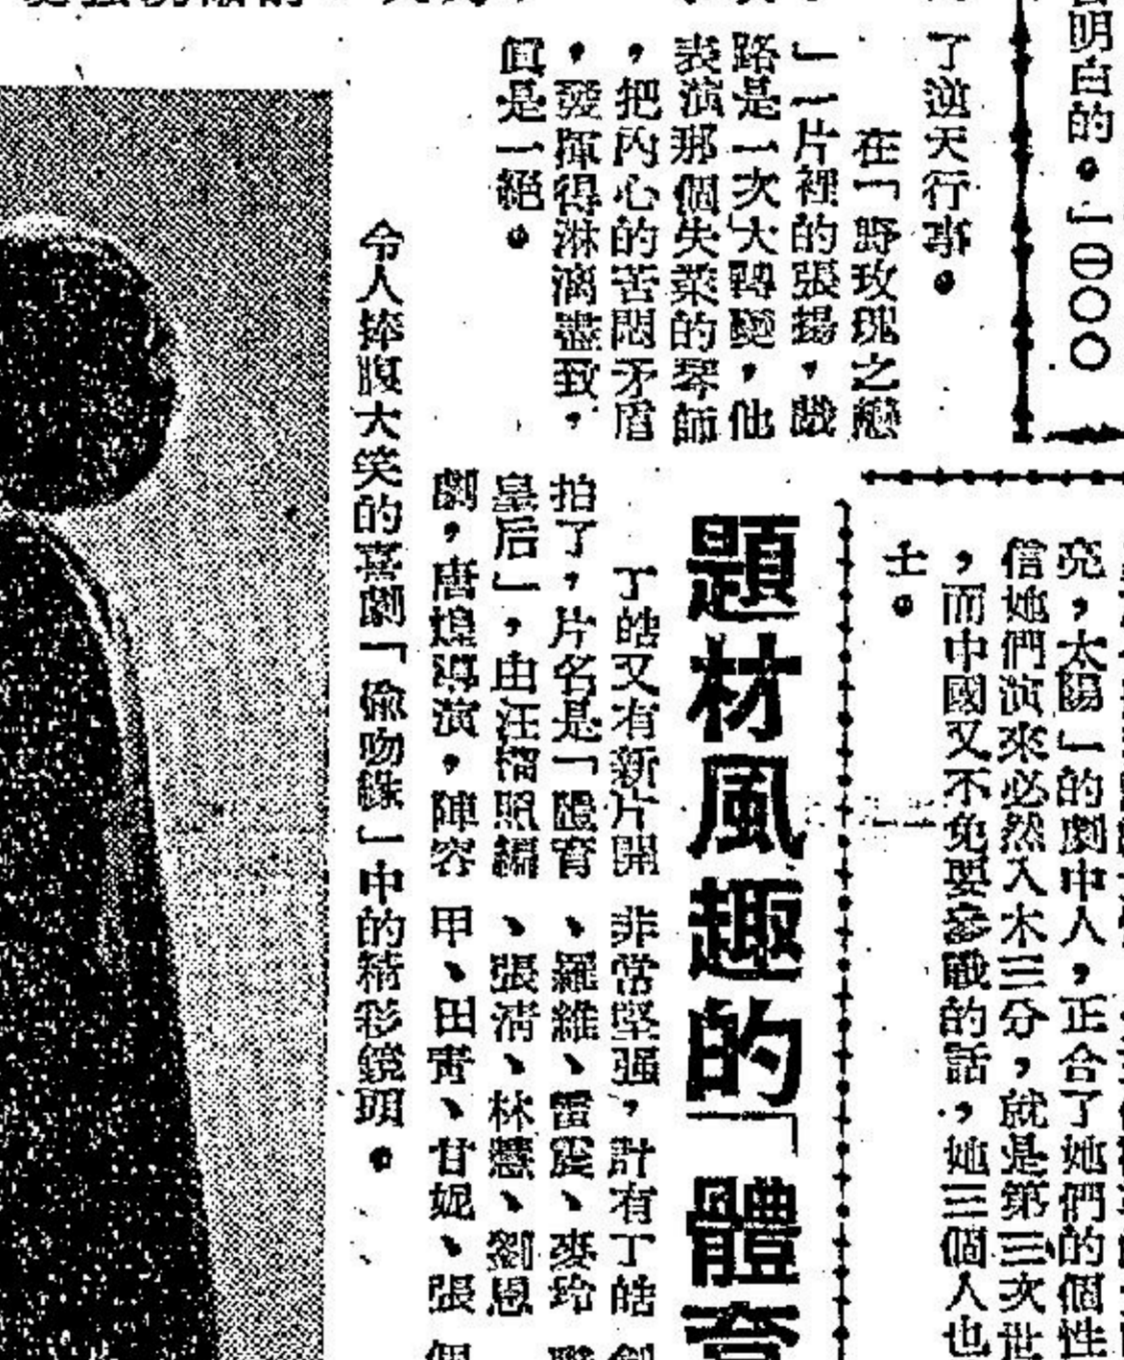 明白的。」㊀〇〇
了逆天行事。
在「野玫瑰之戀
」一片裡的張揚,戲
路是一次大轉變,他
表演那個失業的琴師
,把內心的苦悶矛盾
,發揮得淋漓盡致,
眞是一絕。
亮,太陽」的劇中人,正合了她們的個性
信她們演來必然入木三分,就是第三次世
,而中國又不免要參戰的話,她三個人也
士。
題材風趣的「體育
丁皓又有新片開
拍了,片名是「體育
皇后」,由汪榴照編
劇,唐煌導演,陣容
非常堅强,計有丁皓
、羅維、雷震、麥玲
、張清、林慧、劉恩
甲、田靑、甘妮、張
令人捧腹大笑的喜劇「偷吻緣」中的精彩鏡頭。